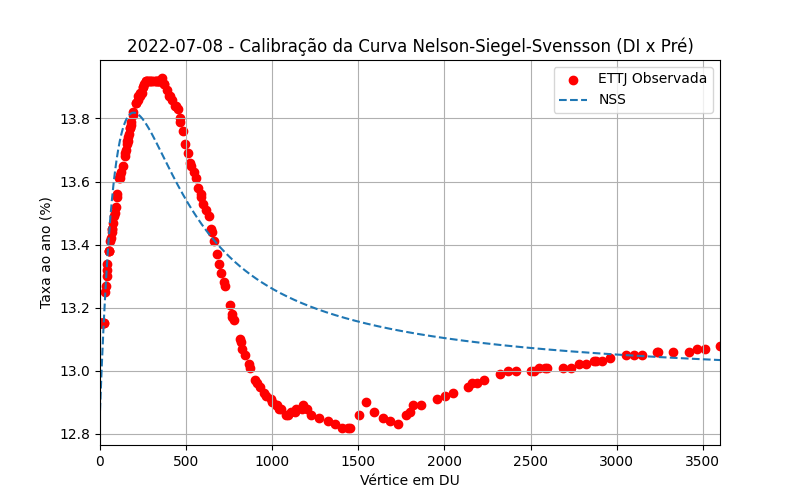 2022-07-08 - Calibração da Curva Nelson-Siegel-Svensson (DI x Pré)
ETTJ Observada
NSS
Taxa ao ano (%)
13.8
13.6
13.4
13.2
13.0
12.8
0 500 1000 1500 2000 2500 3000 3500
Vértice em DU